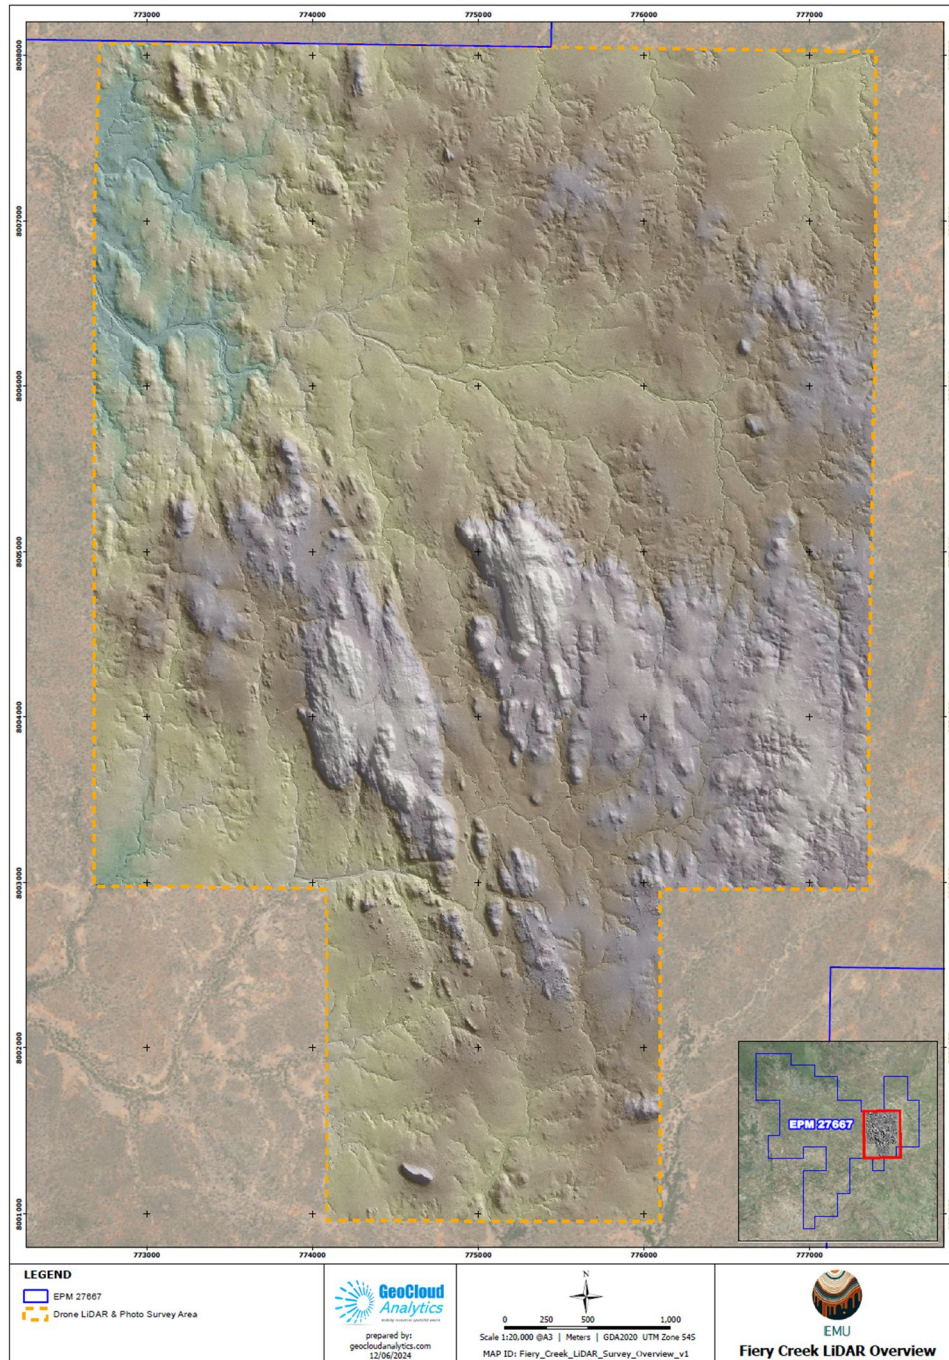 773000 774000 775000 776000 777000
8008000
8007000
8006000
8005000
8004000
8003000
8002000
8001000
EPM 27667
773000 774000 775000 776000 777000
LEGEND
EPM 27667
Drone LiDAR & Photo Survey Area
GeoCloud
Analytics
prepared by:
geocloudanalytics.com
12/06/2024
N
0 250 500 1,000
Scale 1:20,000 @A3 | Meters | GDA2020 UTM Zone 54S
MAP ID: Fiery_Creek_LiDAR_Survey_Overview_v1
EMU
Fiery Creek LiDAR Overview